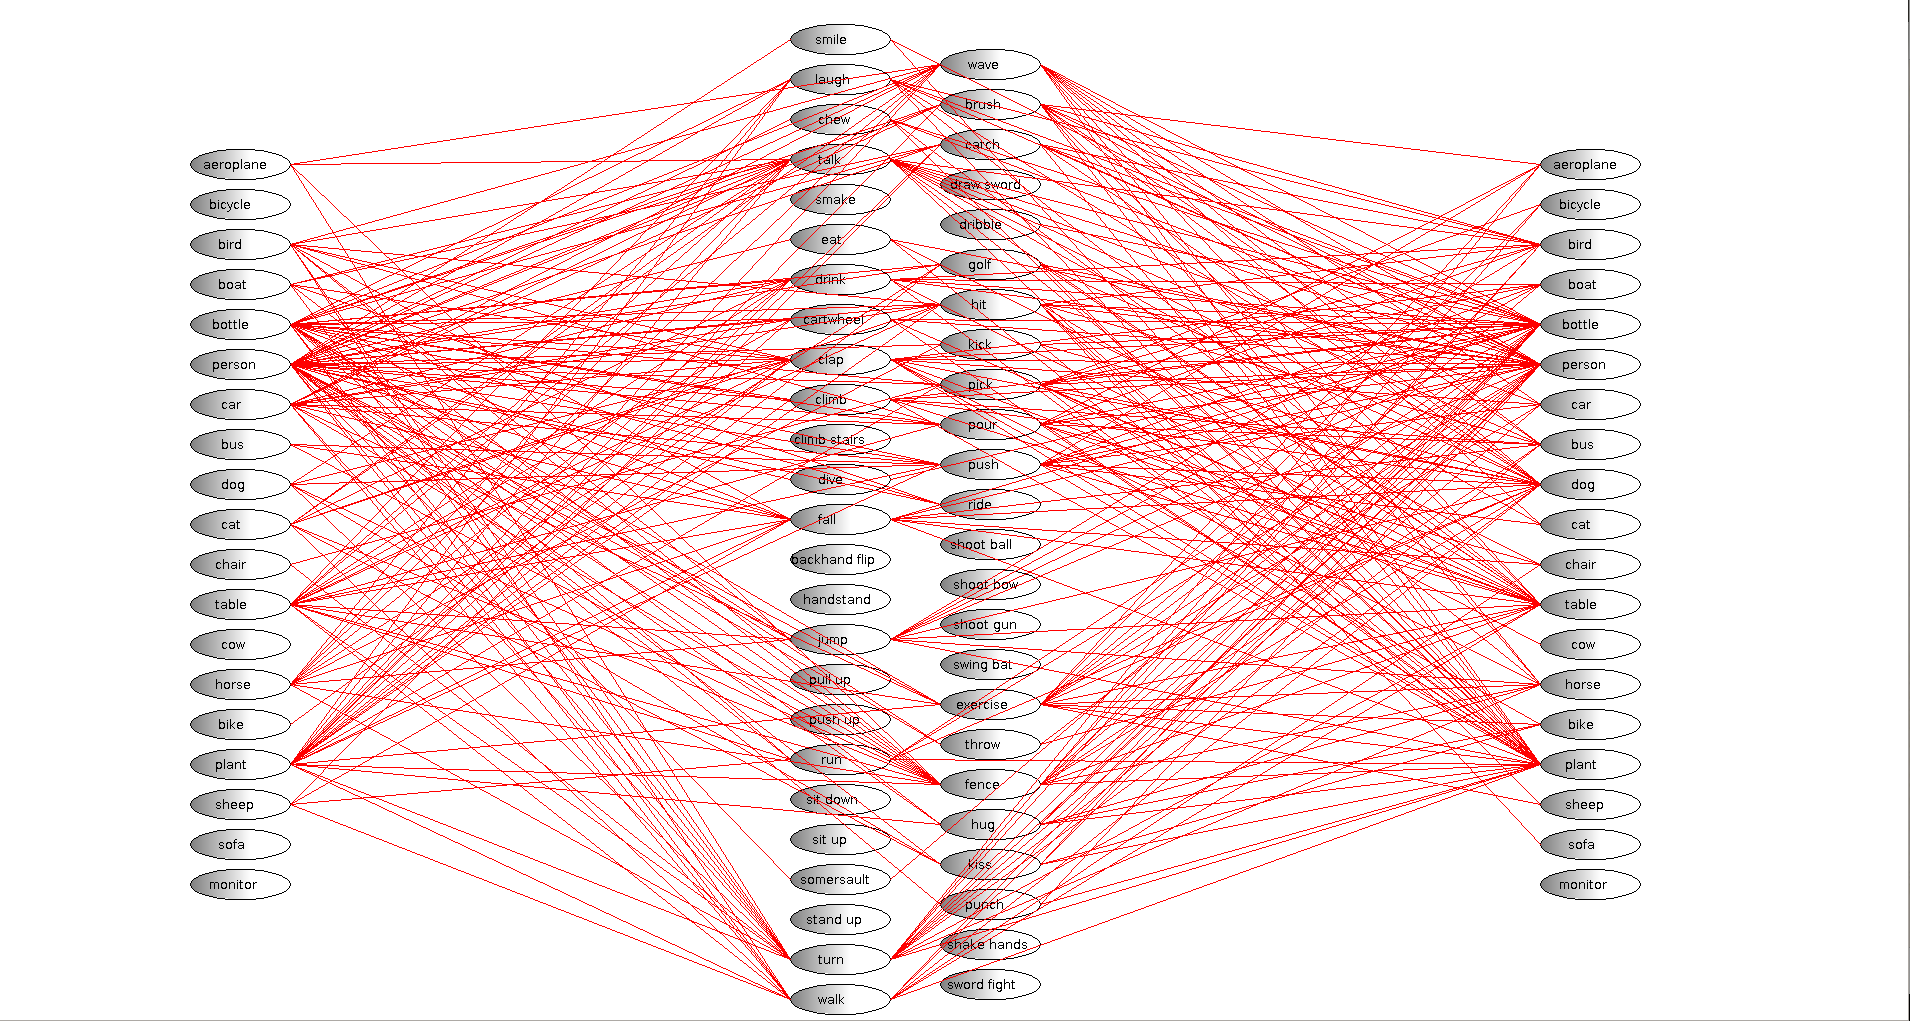 aeroplane
bicycle
bird
boat
bottle
person
car
bus
dog
cat
chair
table
cow
horse
bike
plant
sheep
sofa
monitor
smile
laugh
chew
talk
smake
eat
drink
cartwheel
clap
climb
climb stairs
dive
fall
backhand flip
handstand
jump
pull up
push up
run
sit down
sit up
somersault
stand up
turn
walk
wave
brush
catch
draw sword
dribble
golf
hit
kick
pick
pour
push
ride
shoot ball
shoot bow
shoot gun
swing bat
exercise
throw
fence
hug
kiss
punch
shake hands
sword fight
aeroplane
bicycle
bird
boat
bottle
person
car
bus
dog
cat
chair
table
cow
horse
bike
plant
sheep
sofa
monitor